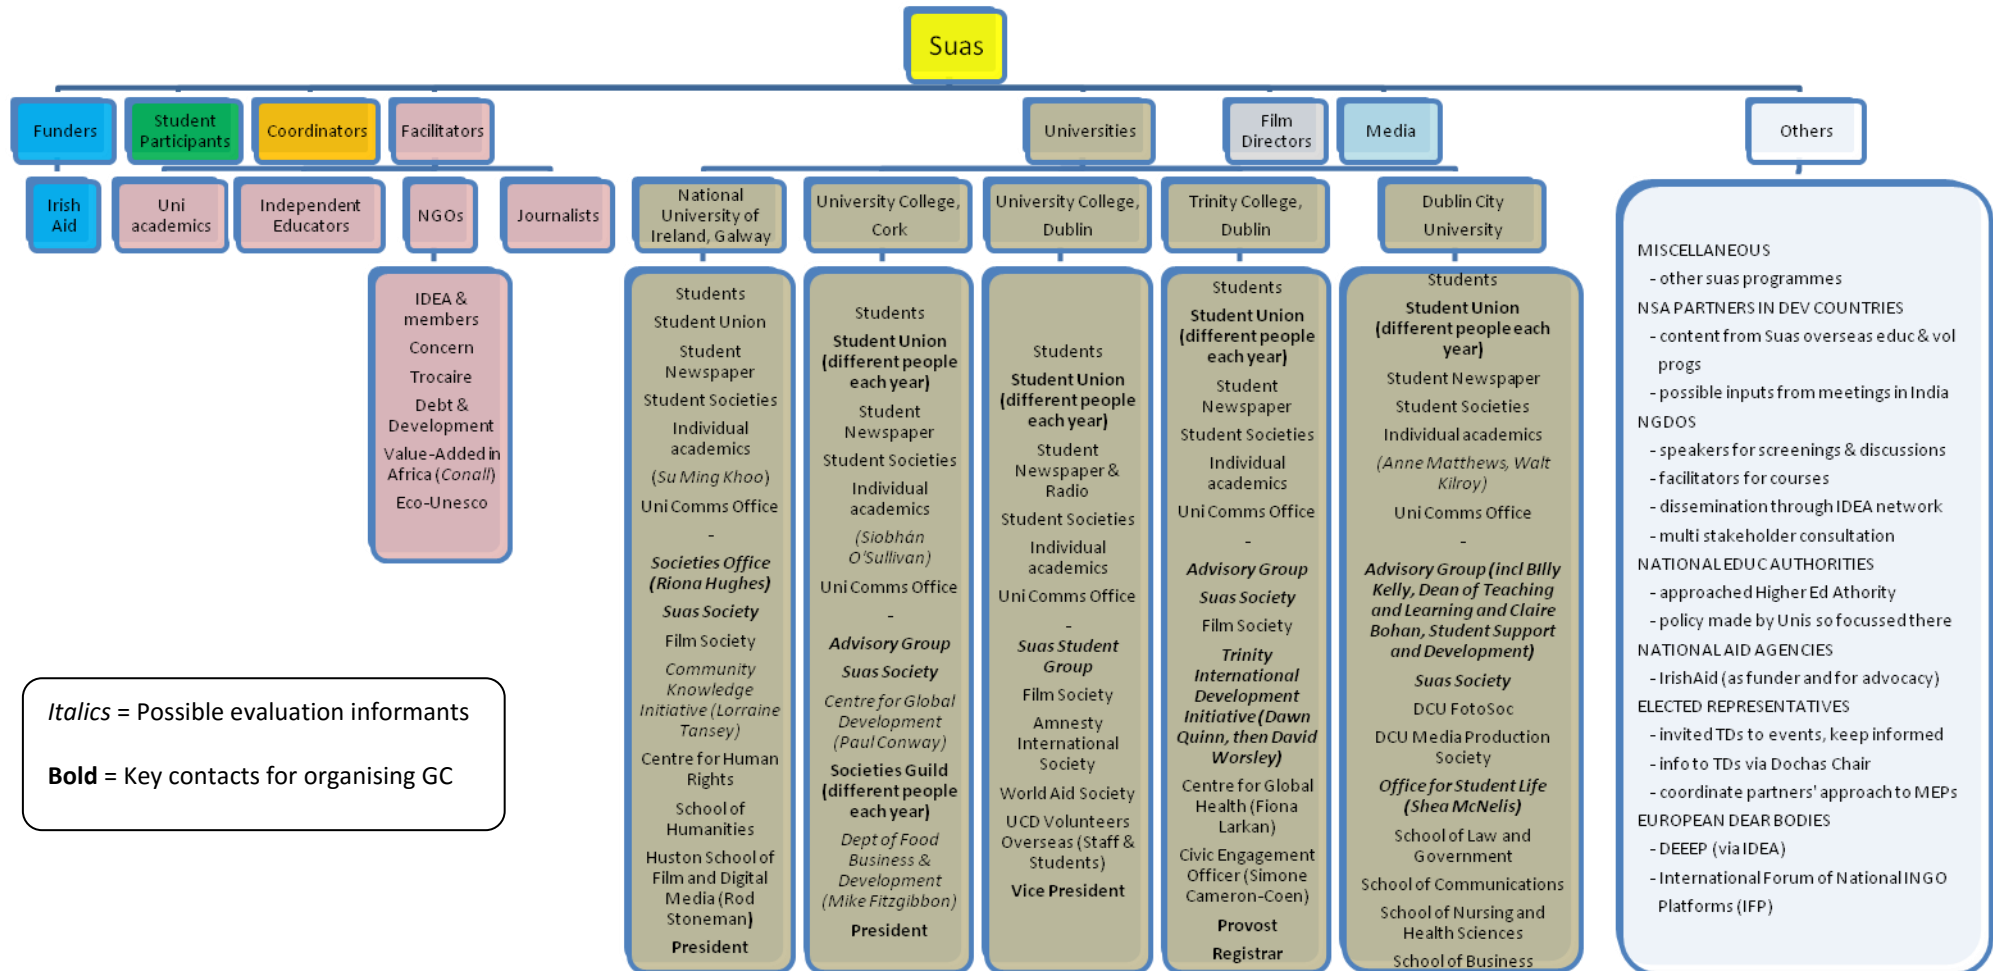 Suas
Funders
Student
Participants
Coordinators
Facilitators
Universities
Film
Directors
Media
Others
Irish
Aid
Uni
academics
Independent
Educators
NGOs
Journalists
National
University of
Ireland, Galway
University College,
Cork
University College,
Dublin
Trinity College,
Dublin
Dublin City
University
IDEA &
members
Concern
Trocaire
Debt &
Development
Value-Added in
Africa (Conall)
Eco-Unesco
Students
Student Union
Student
Newspaper
Student Societies
Individual
academics
(Su Ming Khoo)
Uni Comms Office
-
Societies Office
(Riona Hughes)
Suas Society
Film Society
Community
Knowledge
Initiative (Lorraine
Tansey)
Centre for Human
Rights
School of
Humanities
Huston School of
Film and Digital
Media (Rod
Stoneman)
President
Students
Student Union
(different people
each year)
Student
Newspaper
Student Societies
Individual
academics
(Siobhán
O'Sullivan)
Uni Comms Office
-
Advisory Group
Suas Society
Centre for Global
Development
(Paul Conway)
Societies Guild
(different people
each year)
Dept of Food
Business &
Development
(Mike Fitzgibbon)
President
Students
Student Union
(different people
each year)
Student
Newspaper &
Radio
Student Societies
Individual
academics
Uni Comms Office
-
Suas Student
Group
Film Society
Amnesty
International
Society
World Aid Society
UCD Volunteers
Overseas (Staff &
Students)
Vice President
Students
Student Union
(different people
each year)
Student
Newspaper
Student Societies
Individual
academics
Uni Comms Office
-
Advisory Group
Suas Society
Film Society
Trinity
International
Development
Initiative (Dawn
Quinn, then David
Worsley)
Centre for Global
Health (Fiona
Larkan)
Civic Engagement
Officer (Simone
Cameron-Coen)
Provost
Registrar
Students
Student Union
(different people each
year)
Student Newspaper
Student Societies
Individual academics
(Anne Matthews, Walt
Kilroy)
Uni Comms Office
-
Advisory Group (incl BIlly
Kelly, Dean of Teaching
and Learning and Claire
Bohan, Student Support
and Development)
Suas Society
DCU FotoSoc
DCU Media Production
Society
Office for Student Life
(Shea McNelis)
School of Law and
Government
School of Communications
School of Nursing and
Health Sciences
School of Business
MISCELLANEOUS
- other suas programmes
NSA PARTNERS IN DEV COUNTRIES
- content from Suas overseas educ & vol
progs
- possible inputs from meetings in India
NGDOS
- speakers for screenings & discussions
- facilitators for courses
- dissemination through IDEA network
- multi stakeholder consultation
NATIONAL EDUC AUTHORITIES
- approached Higher Ed Athority
- policy made by Unis so focussed there
NATIONAL AID AGENCIES
- IrishAid (as funder and for advocacy)
ELECTED REPRESENTATIVES
- invited TDs to events, keep informed
- info to TDs via Dochas Chair
- coordinate partners' approach to MEPs
EUROPEAN DEAR BODIES
- DEEEP (via IDEA)
- International Forum of National INGO
Platforms (IFP)
Italics = Possible evaluation informants
Bold = Key contacts for organising GC